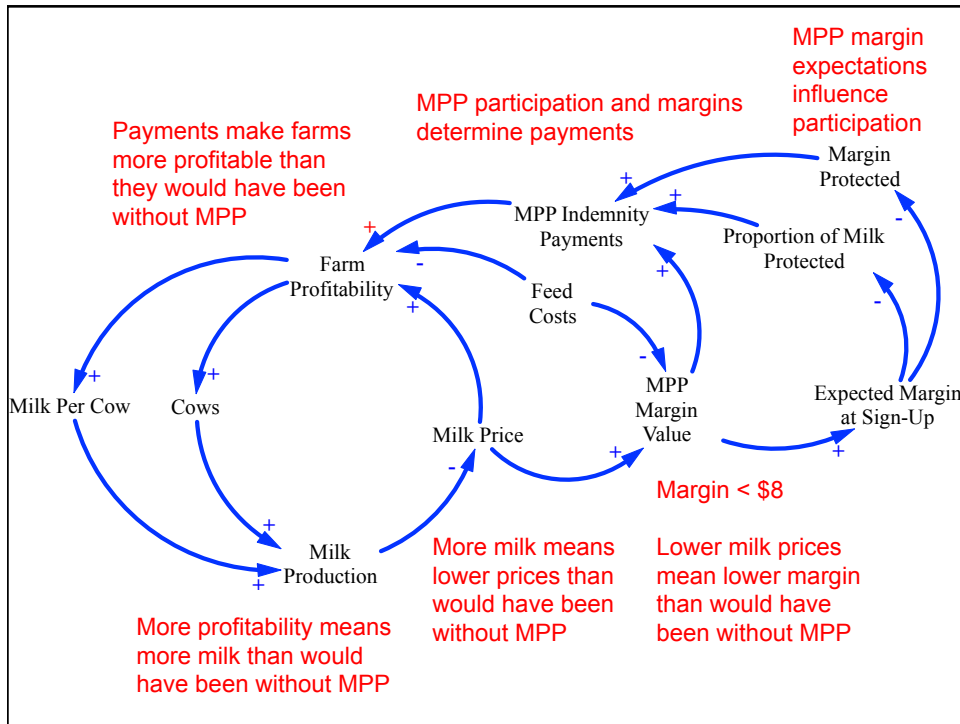 MPP margin
expectations
influence
participation
MPP participation and margins
determine payments
Payments make farms
more profitable than
they would have been
without MPP
Margin
Protected
+
+
-
MPP Indemnity
Payments
Proportion of Milk
Protected
+
-
+
-
Farm
Profitability
Feed
Costs
+
-
+
+
-
Milk Per Cow
Cows
MPP
Margin
Value
Expected Margin
at Sign-Up
Milk Price
-
+
+
Margin < $8
+
+
Milk
Production
More milk means
lower prices than
would have been
without MPP
Lower milk prices
mean lower margin
than would have
been without MPP
More profitability means
more milk than would
have been without MPP